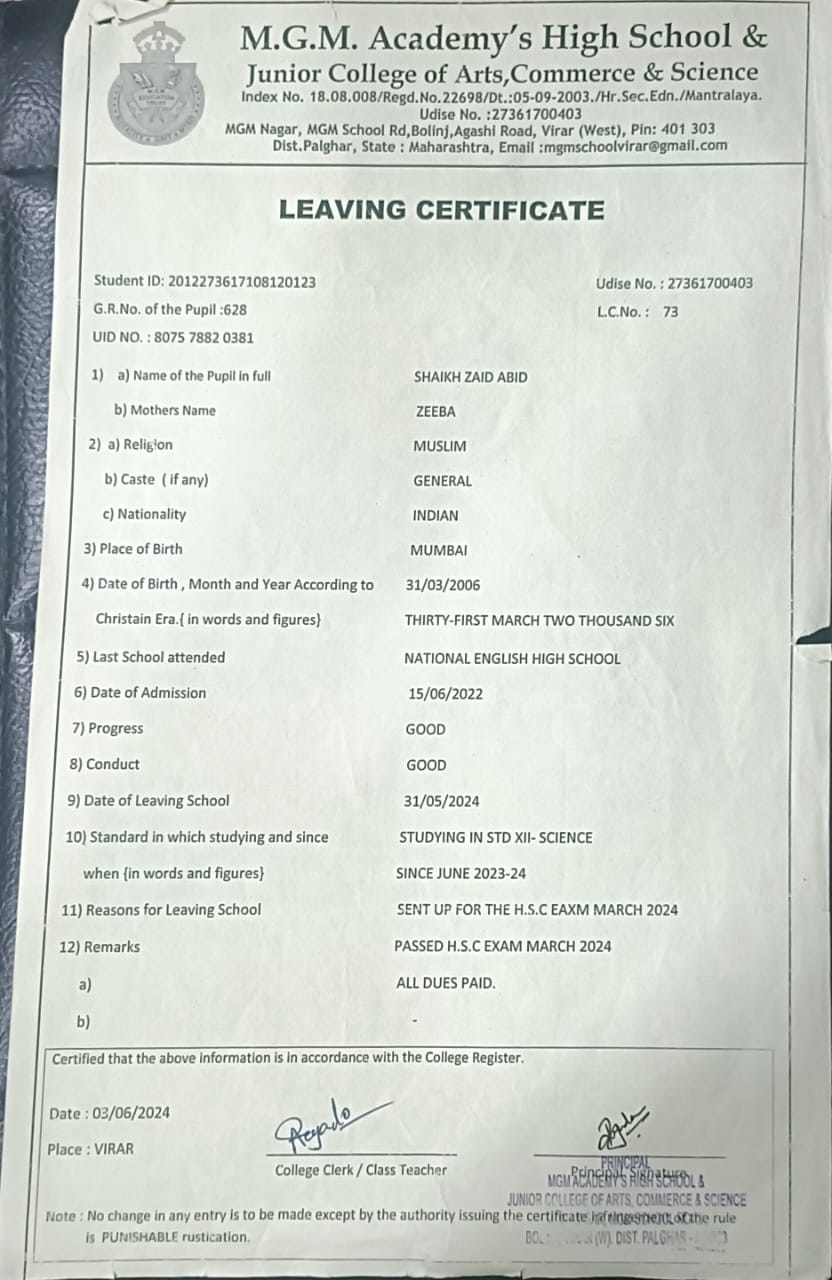 M.G.M. Academy's High School &
Junior College of Arts,Commerce & Science
Index No. 18.08.008/Regd.No.22698/Dt.:05-09-2003./Hr.Sec.Edn./Mantralaya.
Udise No. :27361700403
MGM Nagar, MGM School Rd,Bolinj,Agashi Road, Virar (West), Pin: 401 303
Dist.Palghar, State : Maharashtra, Email :mgmschoolvirar@gmail.com
LEAVING CERTIFICATE
Student ID: 2012273617108120123 Udise No. : 27361700403
G.R.No. of the Pupil :628 L.C.No. : 73
UID NO. : 8075 7882 0381
1) a) Name of the Pupil in full SHAIKH ZAID ABID
b) Mothers Name ZEEBA
2) a) Religion MUSLIM
b) Caste ( if any) GENERAL
c) Nationality INDIAN
3) Place of Birth MUMBAI
4) Date of Birth , Month and Year According to 31/03/2006
Christain Era.{ in words and figures} THIRTY-FIRST MARCH TWO THOUSAND SIX
5) Last School attended NATIONAL ENGLISH HIGH SCHOOL
6) Date of Admission 15/06/2022
7) Progress GOOD
8) Conduct GOOD
9) Date of Leaving School 31/05/2024
10) Standard in which studying and since STUDYING IN STD XII- SCIENCE
when {in words and figures} SINCE JUNE 2023-24
11) Reasons for Leaving School SENT UP FOR THE H.S.C EAXM MARCH 2024
12) Remarks PASSED H.S.C EXAM MARCH 2024
a) ALL DUES PAID.
b) -
Certified that the above information is in accordance with the College Register.
Date : 03/06/2024
Place : VIRAR
College Clerk / Class Teacher
Principal Signature
PRINCIPAL
MGM ACADEMY'S HIGH SCHOOL &
JUNIOR COLLEGE OF ARTS, COMMERCE & SCIENCE
(W). DIST. PALGHAR -
Note : No change in any entry is to be made except by the authority issuing the certificate infringement of the rule
is PUNISHABLE rustication.